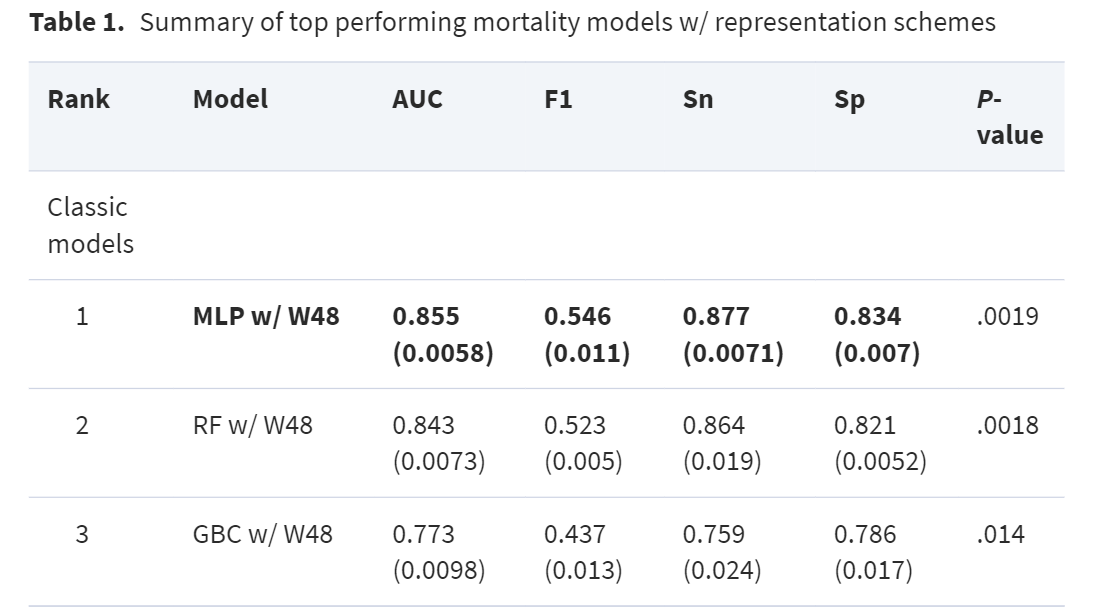 Table 1. Summary of top performing mortality models w/ representation schemes
Rank Model AUC F1 Sn Sp P-
value
Classic
models
1 MLP w/ W48 0.855 0.546 0.877 0.834 .0019
(0.0058) (0.011) (0.0071) (0.007)
2 RF w/ W48 0.843 0.523 0.864 0.821 .0018
(0.0073) (0.005) (0.019) (0.0052)
3 GBC w/ W48 0.773 0.437 0.759 0.786 .014
(0.0098) (0.013) (0.024) (0.017)